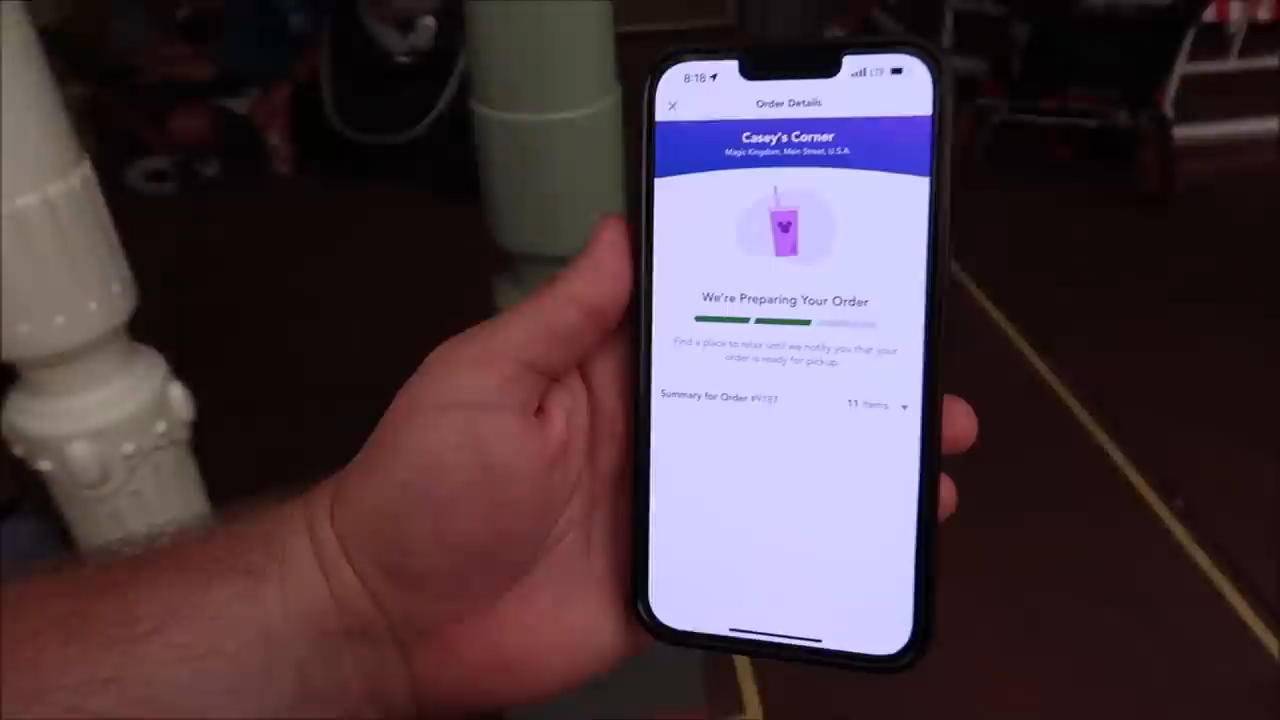 8:18
LTE
Order Details
Casey's Corner
Magic Kingdom, Main Street, U.S.A.
We're Preparing Your Order
Find a place to relax until we notify you that your
order is ready for pickup.
Summary for Order
11 Items